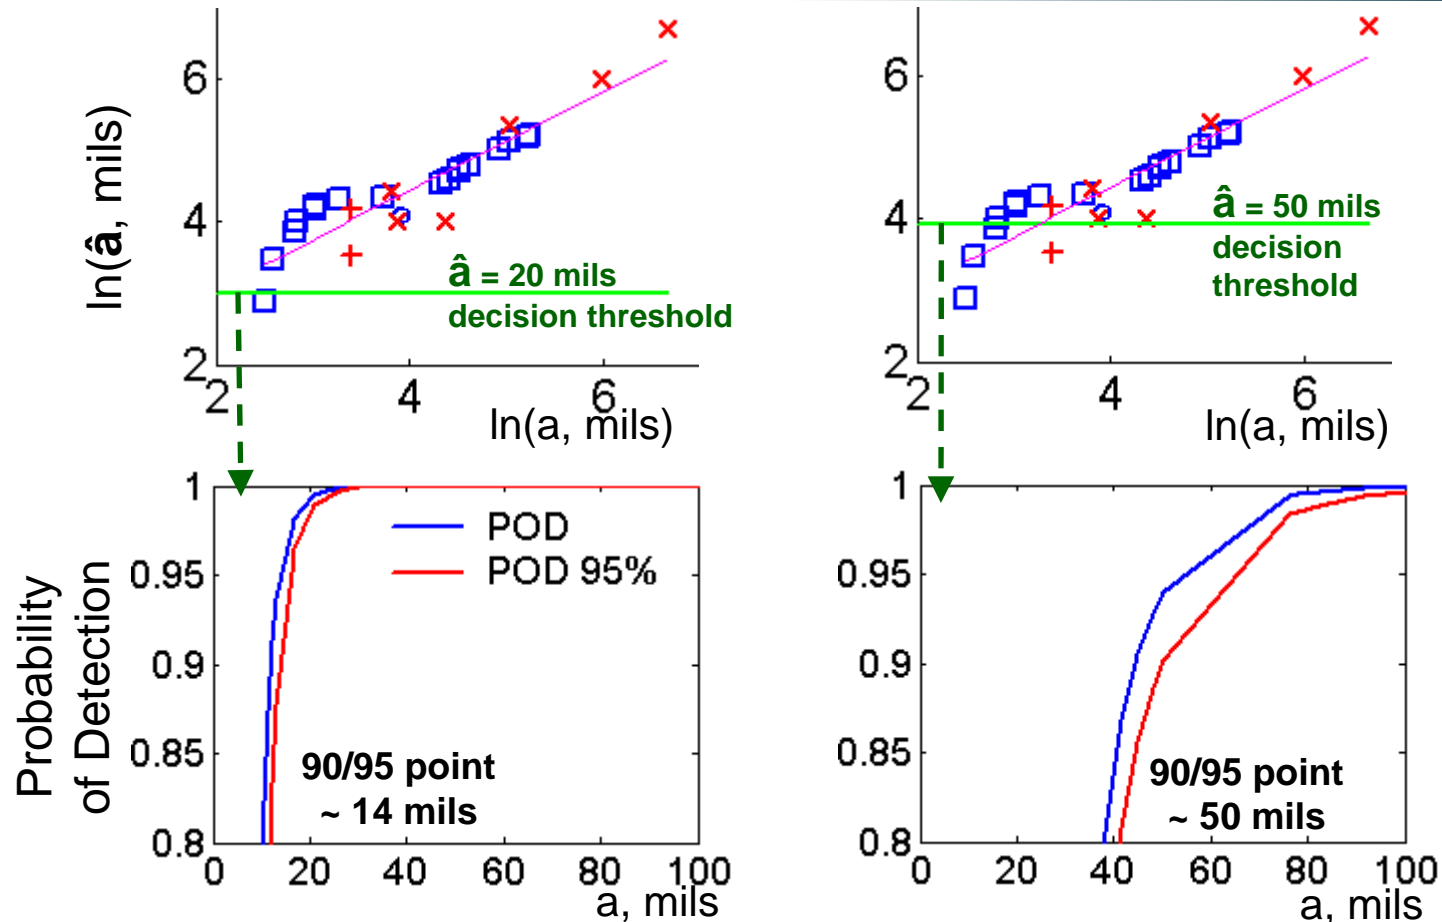 ln(â, mils)
6
4
2
2
4
6
ln(a, mils)
â = 20 mils
decision threshold
6
4
2
2
4
6
ln(a, mils)
â = 50 mils
decision
threshold
Probability
of Detection
1
0.95
0.9
0.85
0.8
0
20
40
60
80
100
a, mils
POD
POD 95%
90/95 point
~ 14 mils
1
0.95
0.9
0.85
0.8
0
20
40
60
80
100
a, mils
90/95 point
~ 50 mils